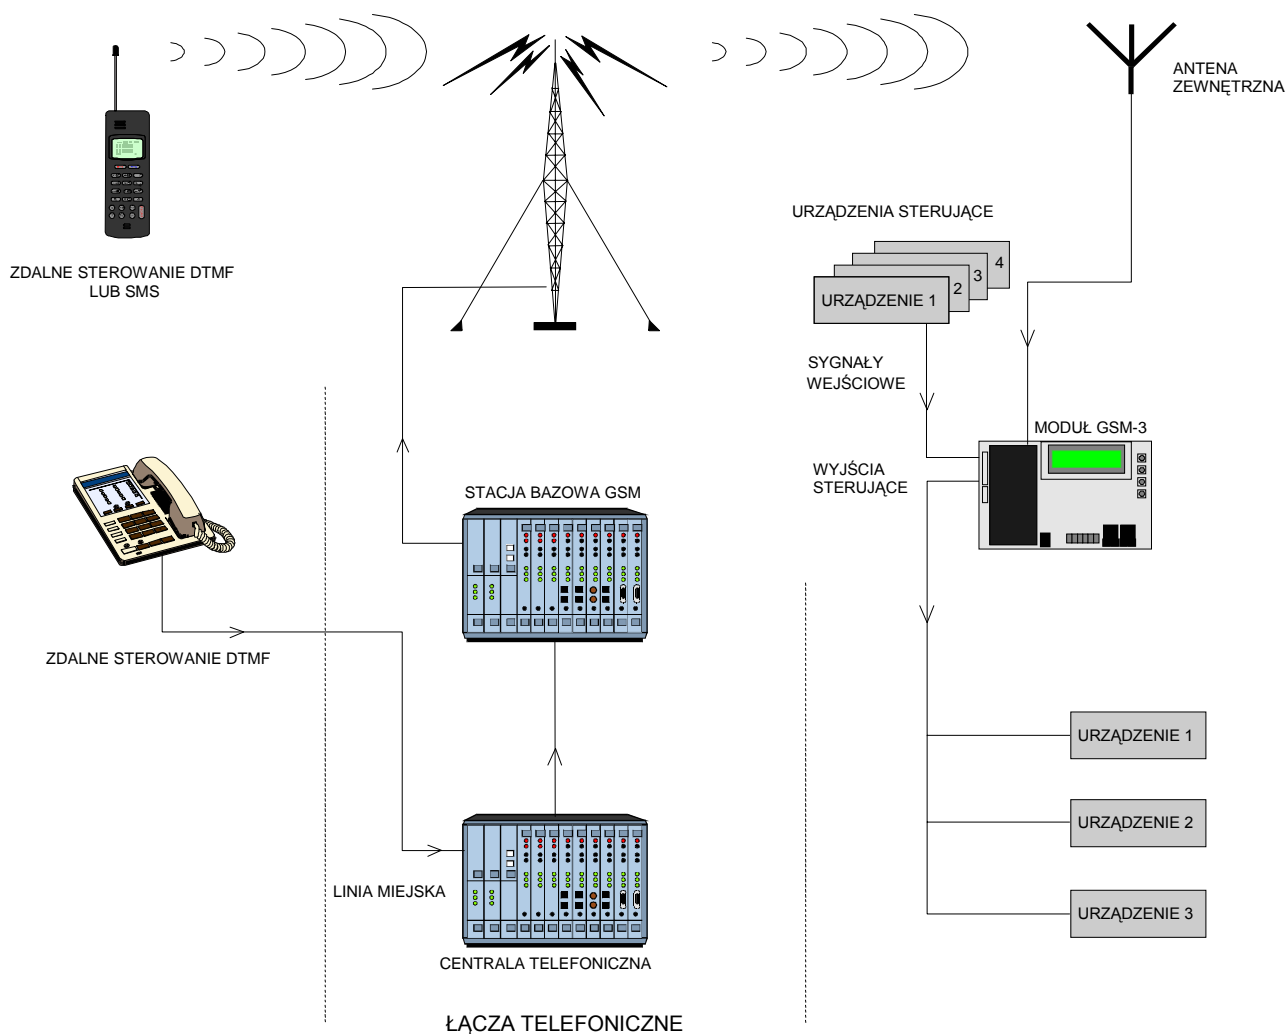 ANTENA
ZEWNĘTRZNA
URZĄDZENIA STERUJĄCE
4
3
2
URZĄDZENIE 1
ZDALNE STEROWANIE DTMF
LUB SMS
SYGNAŁY
WEJŚCIOWE
MODUŁ GSM-3
WYJŚCIA
STERUJĄCE
STACJA BAZOWA GSM
ZDALNE STEROWANIE DTMF
URZĄDZENIE 1
URZĄDZENIE 2
LINIA MIEJSKA
URZĄDZENIE 3
CENTRALA TELEFONICZNA
ŁĄCZA TELEFONICZNE